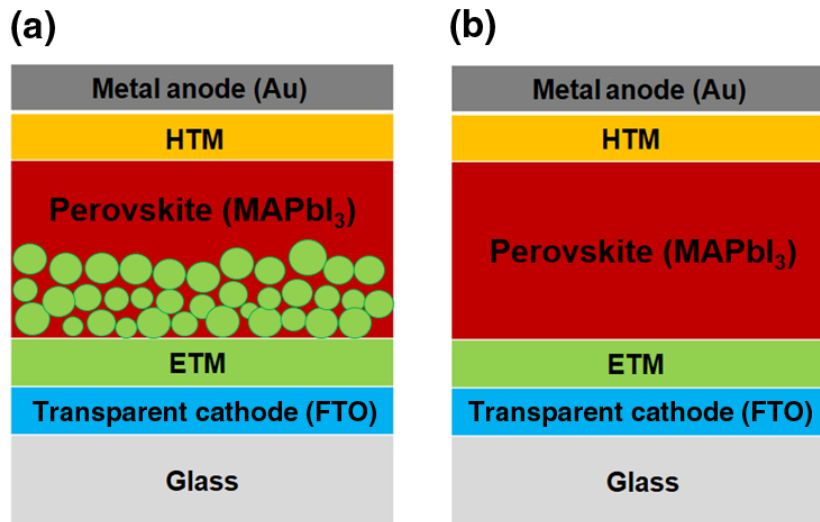 (a)
Metal anode (Au)
HTM
Perovskite (MAPbI₃)
ETM
Transparent cathode (FTO)
Glass
(b)
Metal anode (Au)
HTM
Perovskite (MAPbI₃)
ETM
Transparent cathode (FTO)
Glass